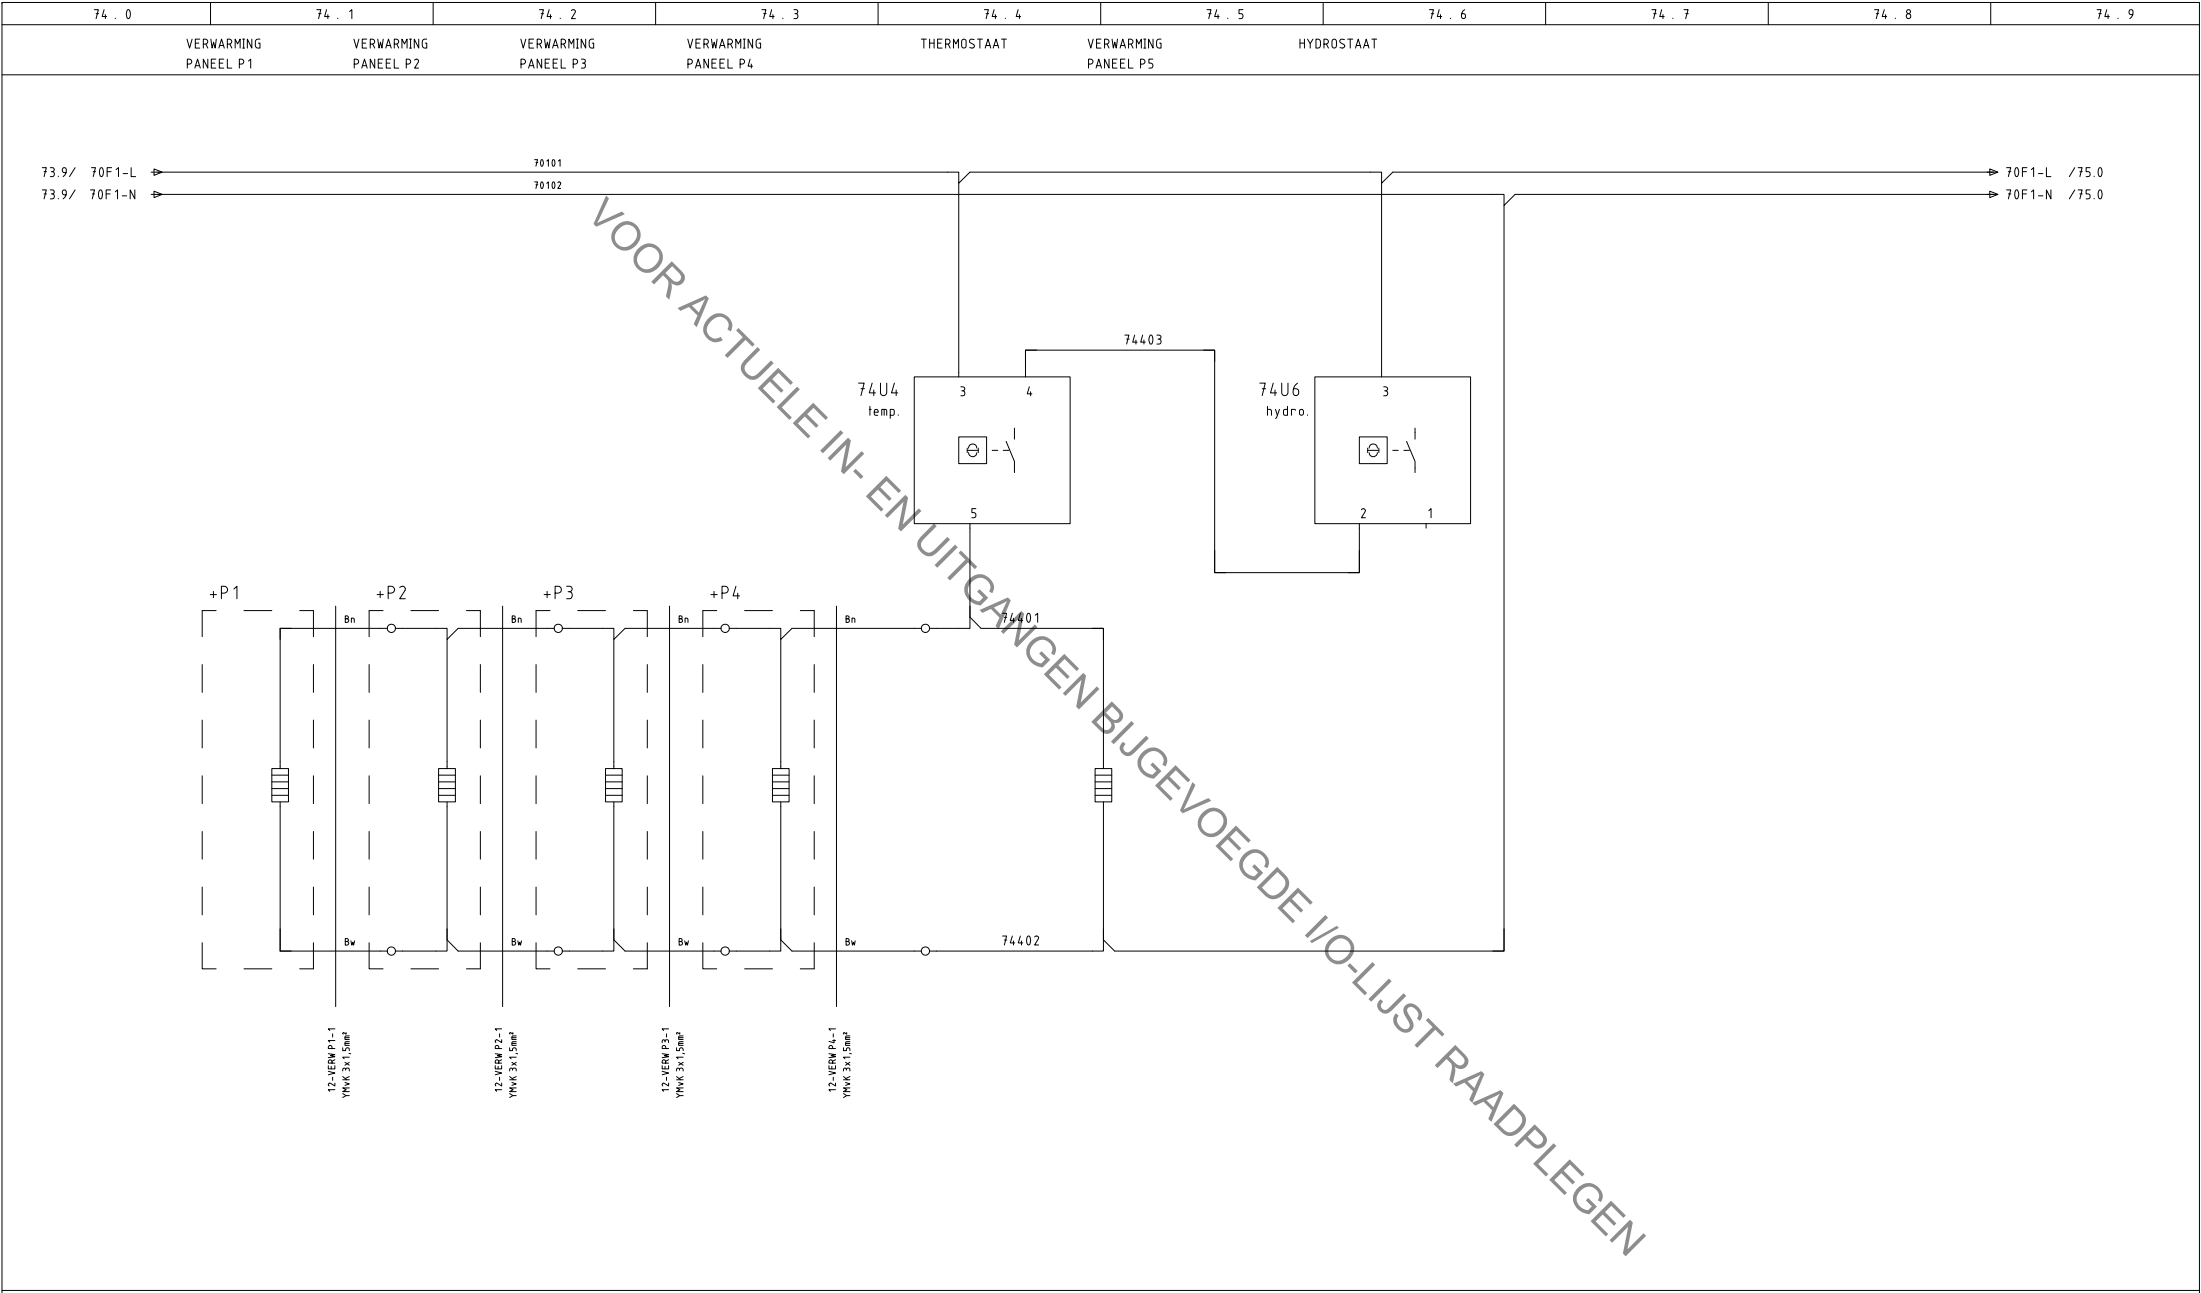 74.0 74.1 74.2 74.3 74.4 74.5 74.6 74.7 74.8 74.9
VERWARMING PANEEL P1
VERWARMING PANEEL P2
VERWARMING PANEEL P3
VERWARMING PANEEL P4
THERMOSTAAT
VERWARMING PANEEL P5
HYDROSTAAT
73.9/ 70F1-L 70101 70F1-L /75.0
73.9/ 70F1-N 70102 70F1-N /75.0
VOOR ACTUELE IN- EN UITGANGEN BIJGEVOEGDE I/O-LIJST RAADPLEGEN
74403
74U4 3 4
temp.
5
74U6 3
hydro.
2 1
+P1 +P2 +P3 +P4
Bn Bn Bn Bn 74401
Bw Bw Bw Bw 74402
12-VERW P1-1
YMvK 3x1,5mm²
12-VERW P2-1
YMvK 3x1,5mm²
12-VERW P3-1
YMvK 3x1,5mm²
12-VERW P4-1
YMvK 3x1,5mm²